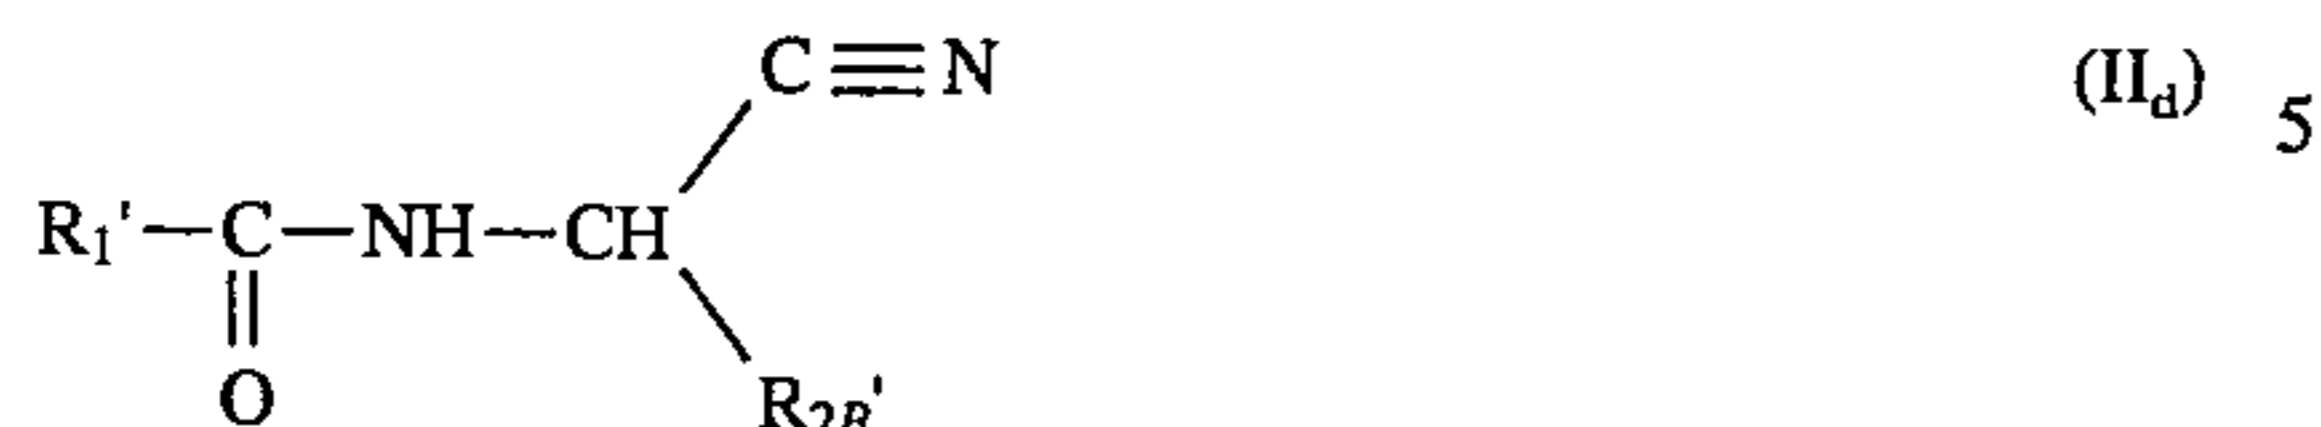 C≡N (II_d) 5
R₁'—C—NH—CH
O
R₂B'